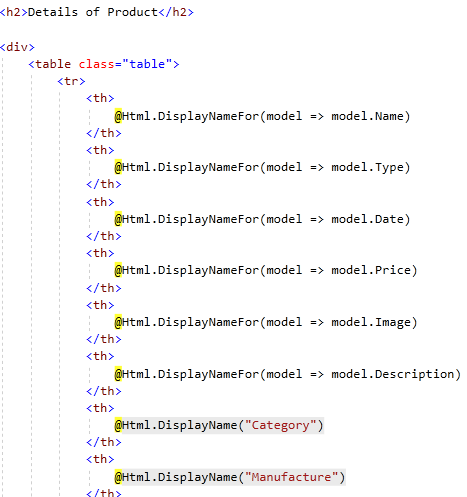 <h2>Details of Product</h2>
<div>
<table class="table">
<tr>
<th>
@Html.DisplayNameFor(model => model.Name)
</th>
<th>
@Html.DisplayNameFor(model => model.Type)
</th>
<th>
@Html.DisplayNameFor(model => model.Date)
</th>
<th>
@Html.DisplayNameFor(model => model.Price)
</th>
<th>
@Html.DisplayNameFor(model => model.Image)
</th>
<th>
@Html.DisplayNameFor(model => model.Description)
</th>
<th>
@Html.DisplayName("Category")
</th>
<th>
@Html.DisplayName("Manufacture")
</th>